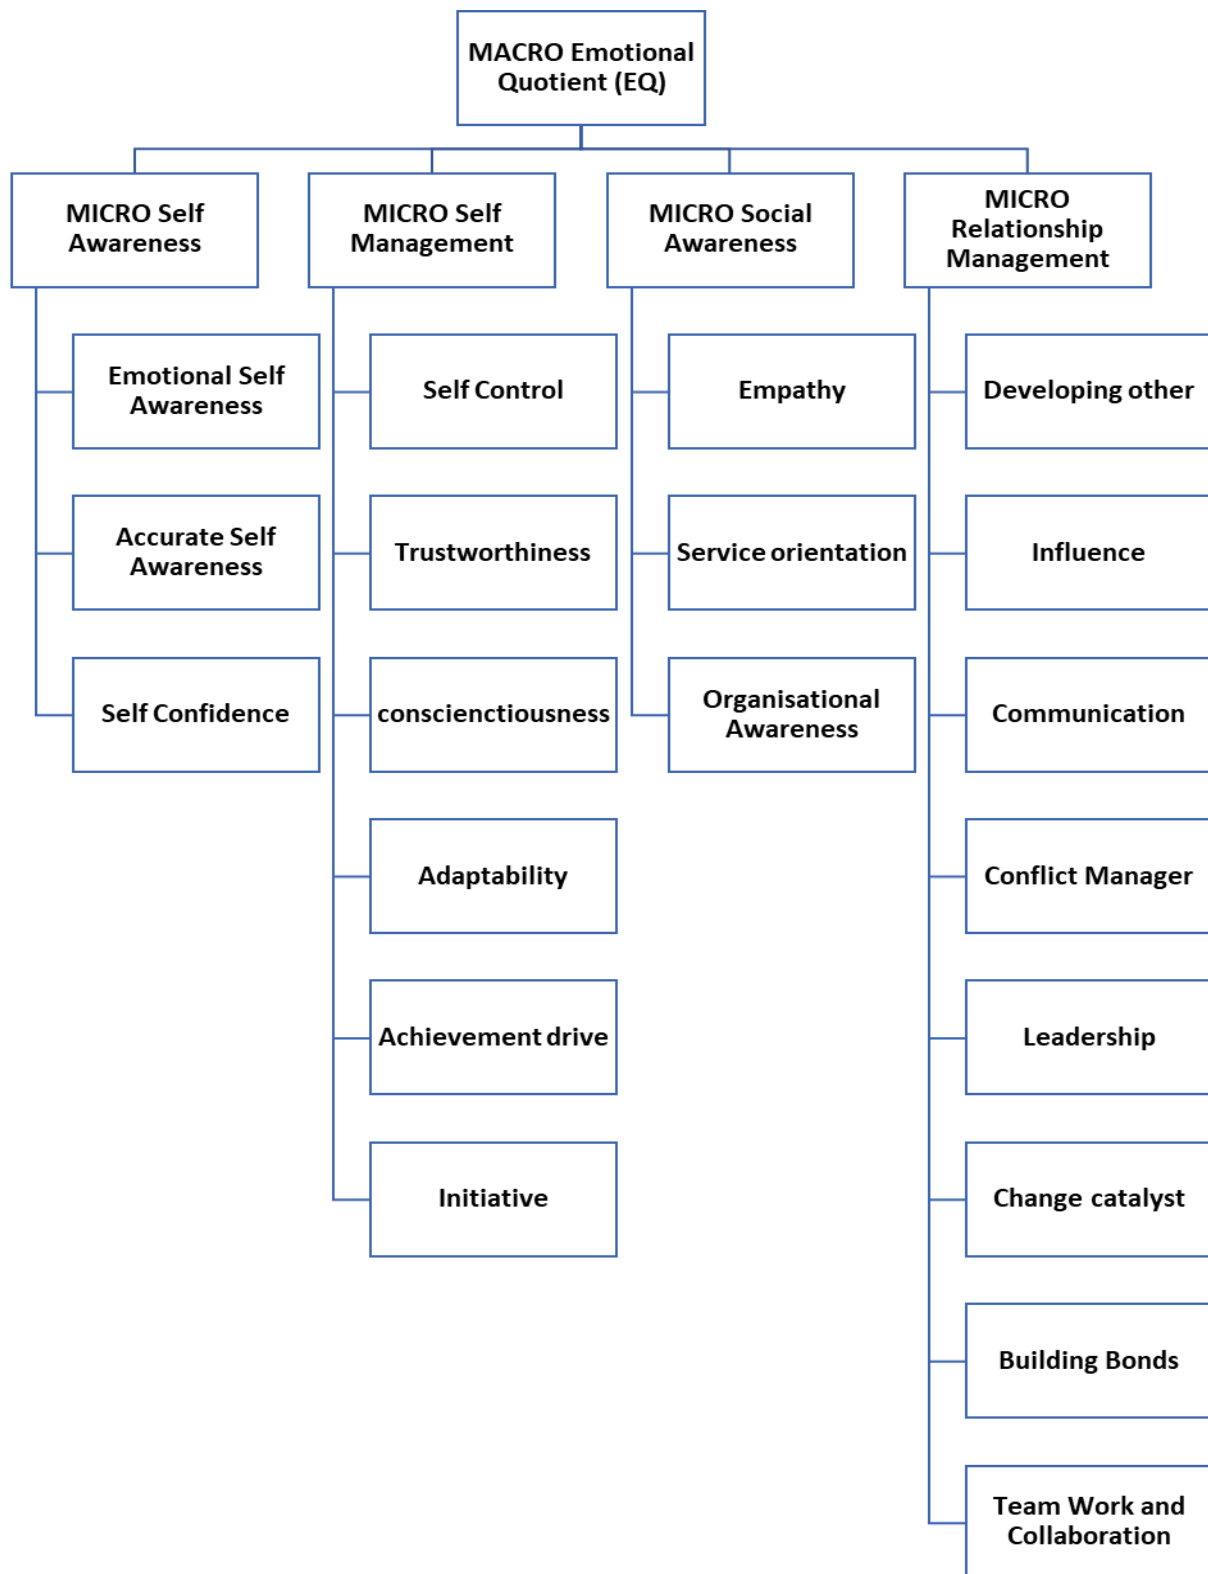 MACRO Emotional
Quotient (EQ)
MICRO Self
Awareness
Emotional Self
Awareness
Accurate Self
Awareness
Self Confidence
MICRO Self
Management
Self Control
Trustworthiness
conscienctiousness
Adaptability
Achievement drive
Initiative
MICRO Social
Awareness
Empathy
Service orientation
Organisational
Awareness
MICRO
Relationship
Management
Developing other
Influence
Communication
Conflict Manager
Leadership
Change catalyst
Building Bonds
Team Work and
Collaboration